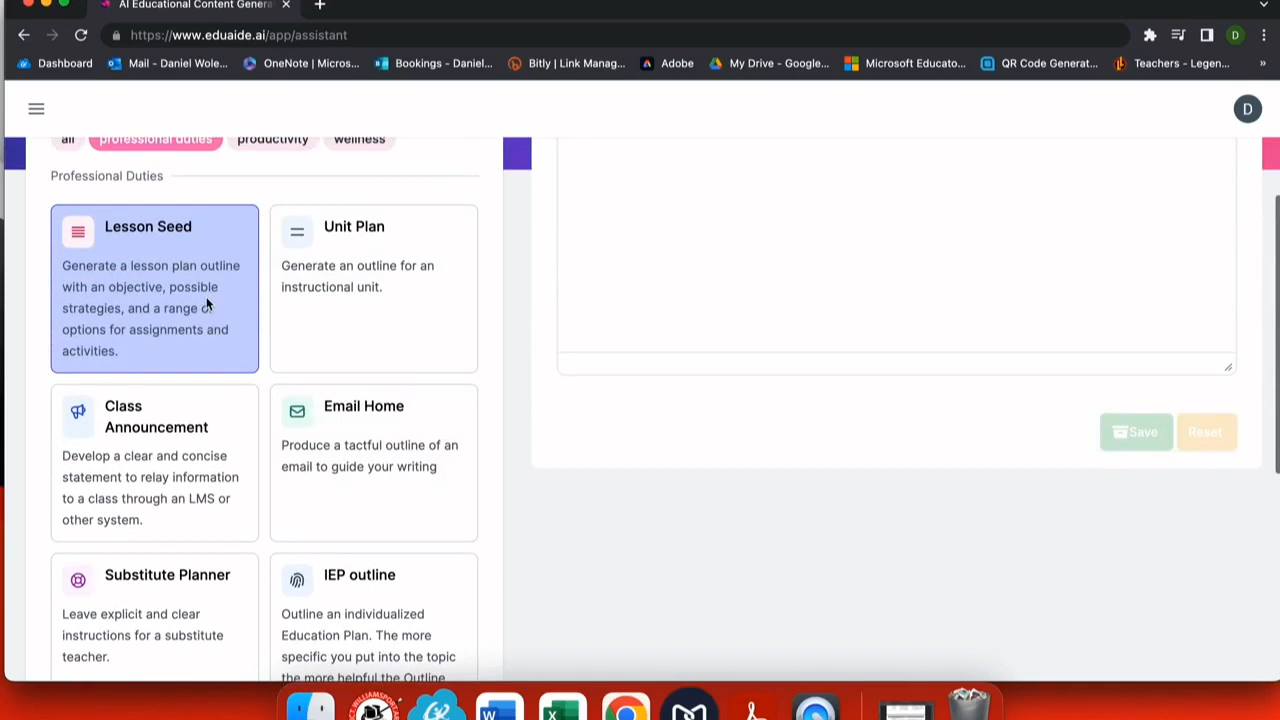 AI Educational Content Genera
https://www.eduaide.ai/app/assistant
D
Dashboard
Mail - Daniel Wole...
OneNote | Micros...
Bookings - Daniel...
Bitly | Link Manag...
Adobe
My Drive - Google...
Microsoft Educato...
QR Code Generat...
Teachers - Legen...
D
all
professional duties
productivity
wellness
Professional Duties
Lesson Seed
Generate a lesson plan outline
with an objective, possible
strategies, and a range of
options for assignments and
activities.
Unit Plan
Generate an outline for an
instructional unit.
Class
Announcement
Develop a clear and concise
statement to relay information
to a class through an LMS or
other system.
Email Home
Produce a tactful outline of an
email to guide your writing
Substitute Planner
Leave explicit and clear
instructions for a substitute
teacher.
IEP outline
Outline an individualized
Education Plan. The more
specific you put into the topic
the more helpful the Outline
Save
Reset